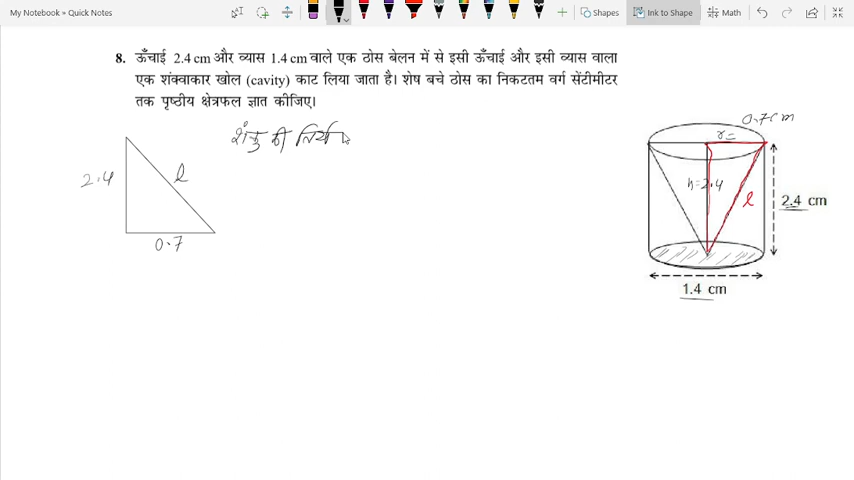 My Notebook » Quick Notes
Shapes
Ink to Shape
Math
8. ऊँचाई 2.4 cm और व्यास 1.4 cm वाले एक ठोस बेलन में से इसी ऊँचाई और इसी व्यास वाला
एक शंक्वाकार खोल (cavity) काट लिया जाता है। शेष बचे ठोस का निकटतम वर्ग सेंटीमीटर
तक पृष्ठीय क्षेत्रफल ज्ञात कीजिए।
शंकु की तिर्य
2.4
l
0.7
0.7cm
r=
h=2.4
l
2.4 cm
1.4 cm